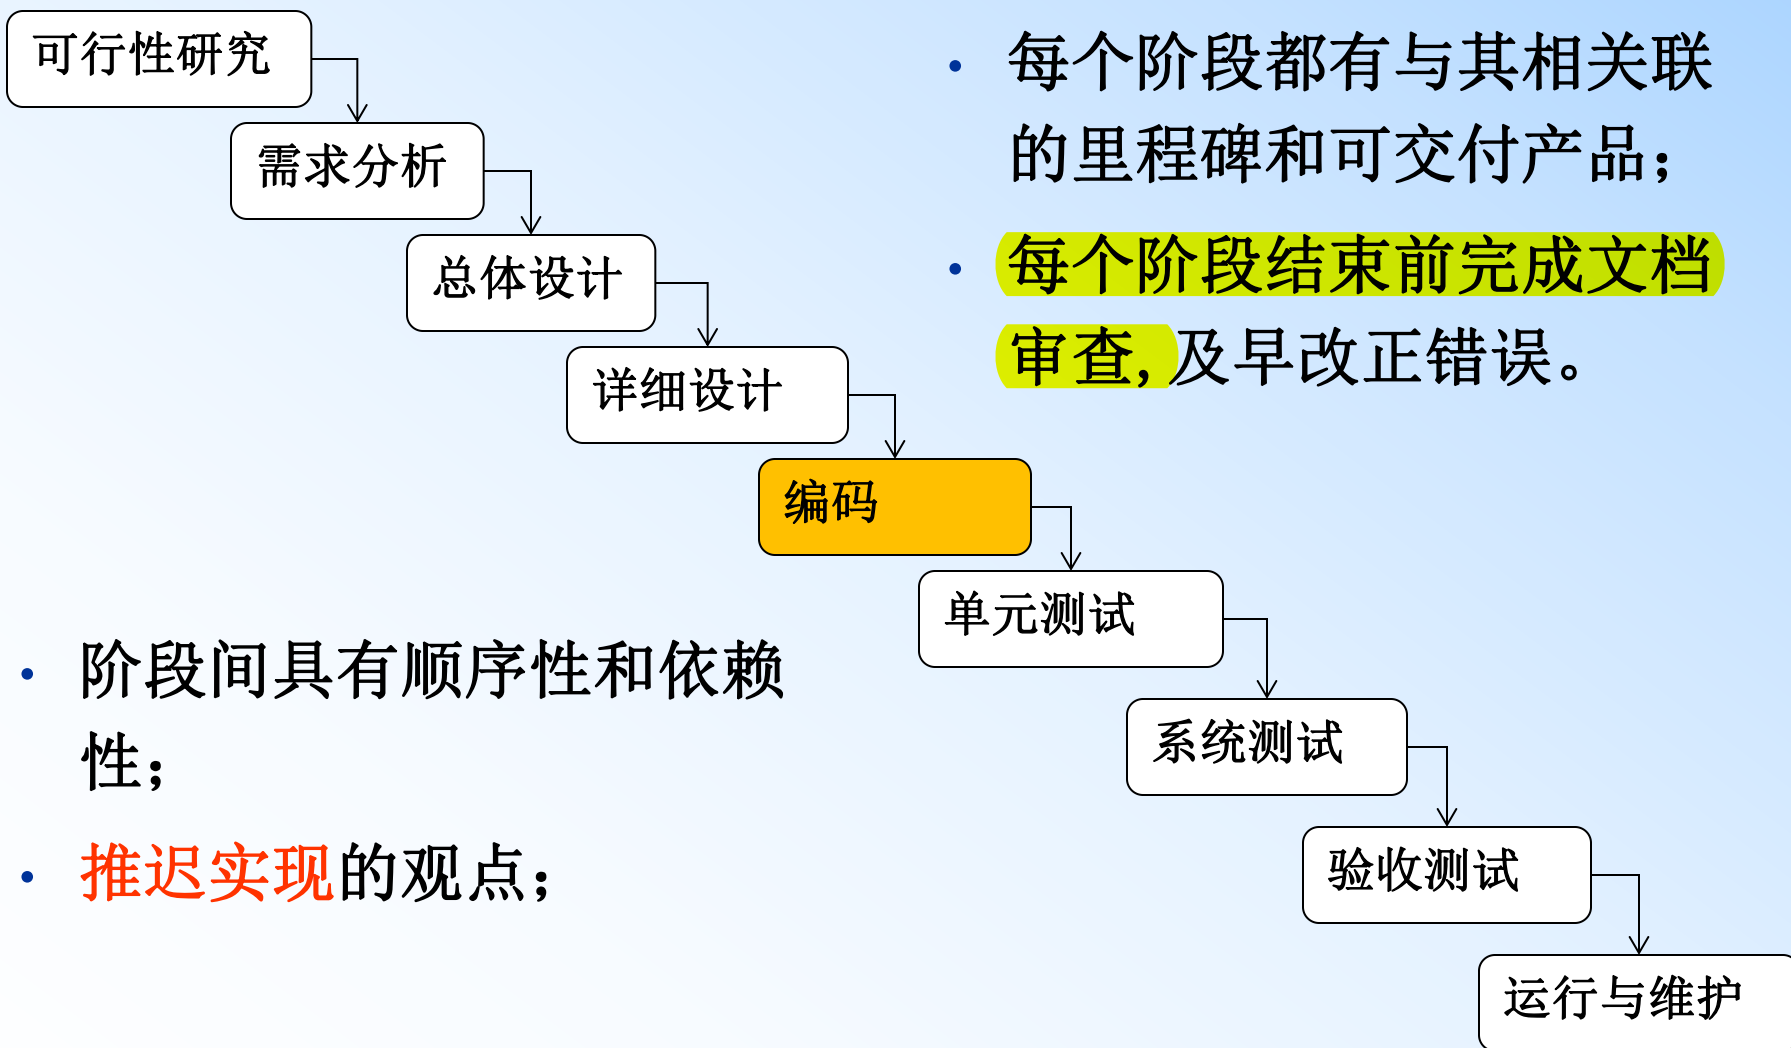 可行性研究
需求分析
总体设计
详细设计
编码
单元测试
系统测试
验收测试
运行与维护
• 每个阶段都有与其相关联
的里程碑和可交付产品；
• 每个阶段结束前完成文档
审查,及早改正错误。
• 阶段间具有顺序性和依赖
性；
• 推迟实现的观点；